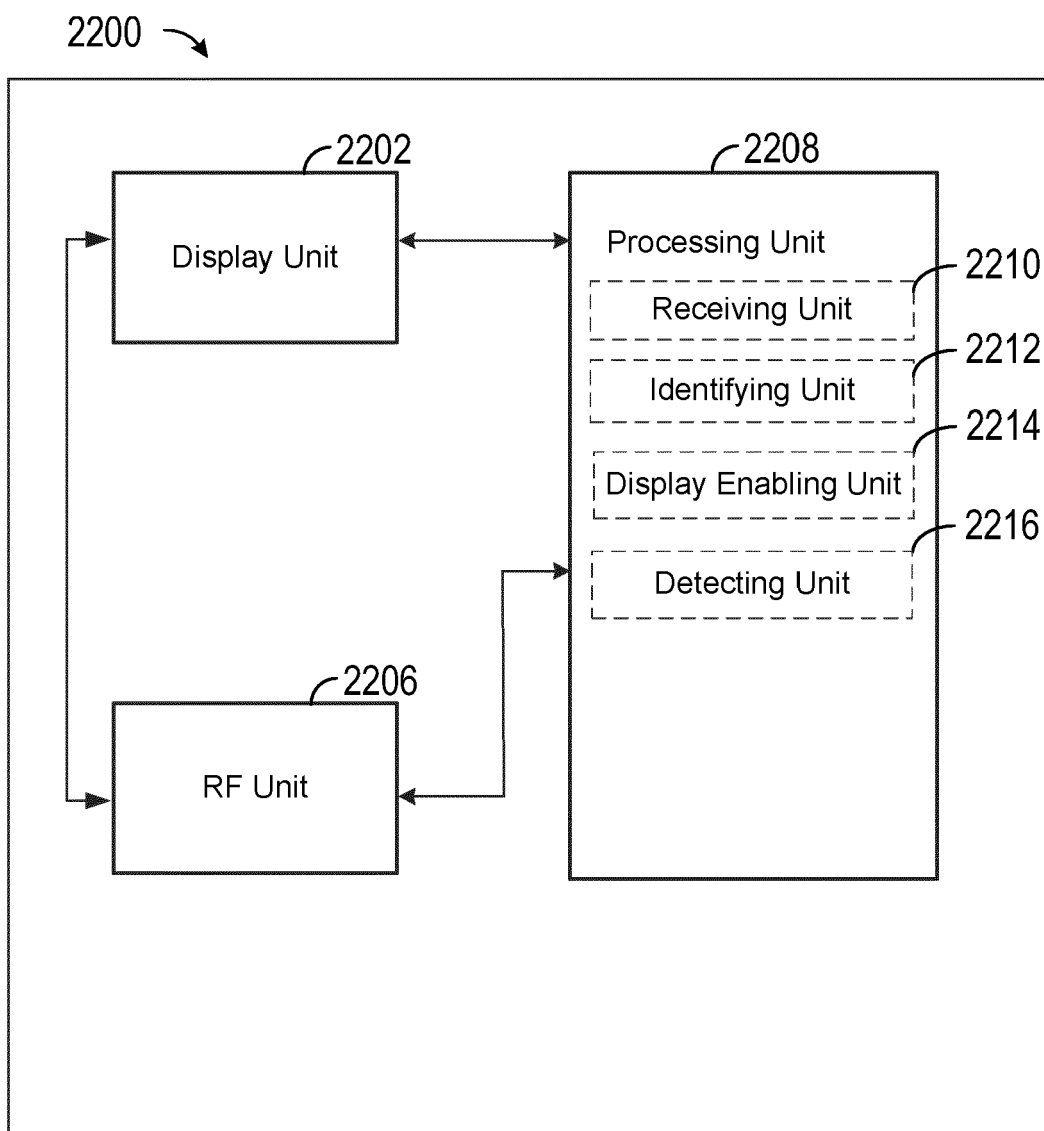 2200
2202
Display Unit
2208
Processing Unit
2210
Receiving Unit
2212
Identifying Unit
2214
Display Enabling Unit
2216
Detecting Unit
2206
RF Unit